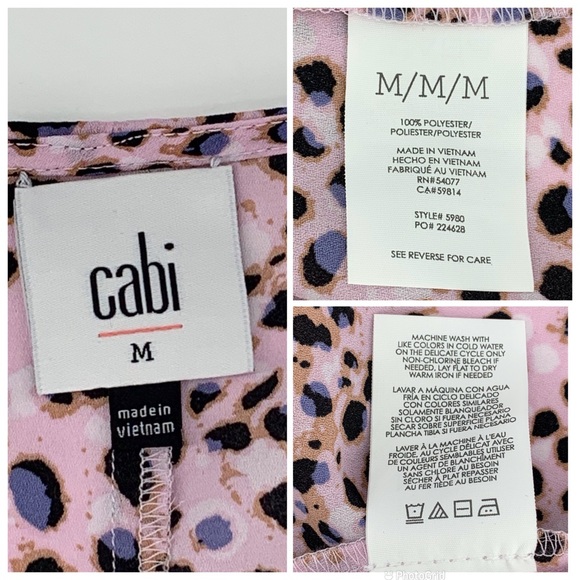 cabi
M
made in
vietnam
M/M/M
100% POLYESTER/
POLIESTER/POLYESTER
MADE IN VIETNAM
HECHO EN VIETNAM
FABRIQUÉ AU VIETNAM
RN#54077
CA#59814
STYLE# 5980
PO# 224628
SEE REVERSE FOR CARE
MACHINE WASH WITH
LIKE COLORS IN COLD WATER
ON THE DELICATE CYCLE ONLY
NON-CHLORINE BLEACH IF
NEEDED, LAY FLAT TO DRY
WARM IRON IF NEEDED
LAVAR A MÁQUINA CON AGUA
FRÍA EN CICLO DELICADO
CON COLORES SIMILARES
SOLAMENTE BLANQUEADOR
SIN CLORO SI FUERA NECESARIO
SECAR SOBRE SUPERFICIE PLANA
PLANCHA TIBIA SI FUERA NECESARIO
LAVER À LA MACHINE À L'EAU
FROIDE, AU CYCLE DÉLICAT AVEC
DE COULEURS SEMBLABLES UTILISER
UN AGENT DE BLANCHIMENT
SANS CHLORE AU BESOIN
SÉCHER À PLAT REPASSER
AU FER TIÈDE AU BESOIN
PhotoGrid